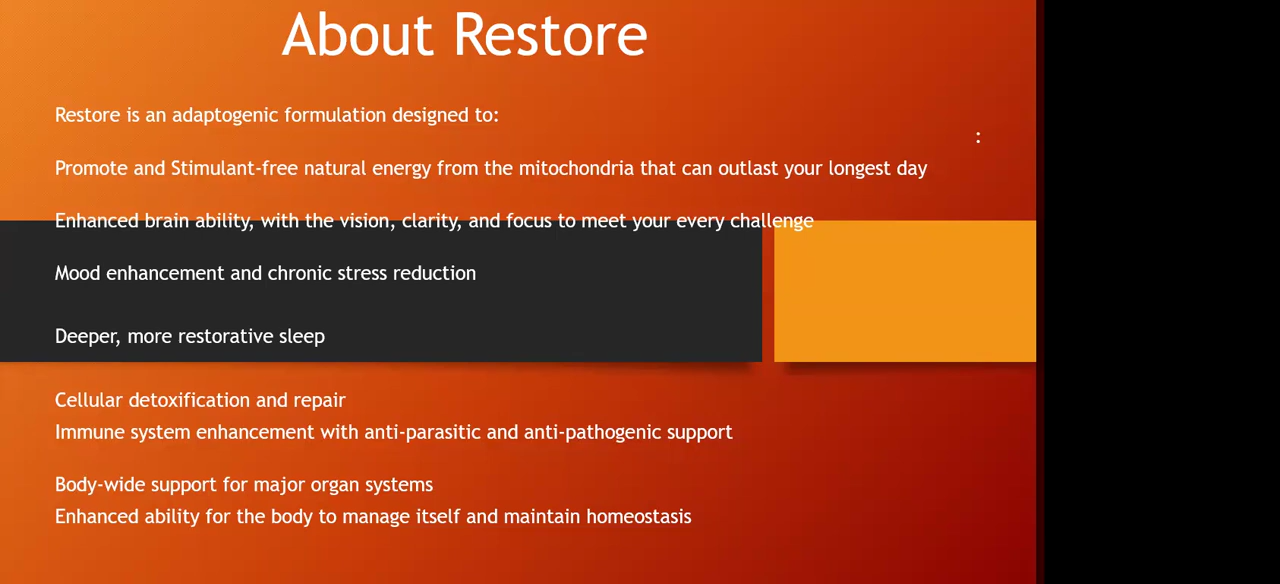 About Restore
Restore is an adaptogenic formulation designed to:
:
Promote and Stimulant-free natural energy from the mitochondria that can outlast your longest day
Enhanced brain ability, with the vision, clarity, and focus to meet your every challenge
Mood enhancement and chronic stress reduction
Deeper, more restorative sleep
Cellular detoxification and repair
Immune system enhancement with anti-parasitic and anti-pathogenic support
Body-wide support for major organ systems
Enhanced ability for the body to manage itself and maintain homeostasis